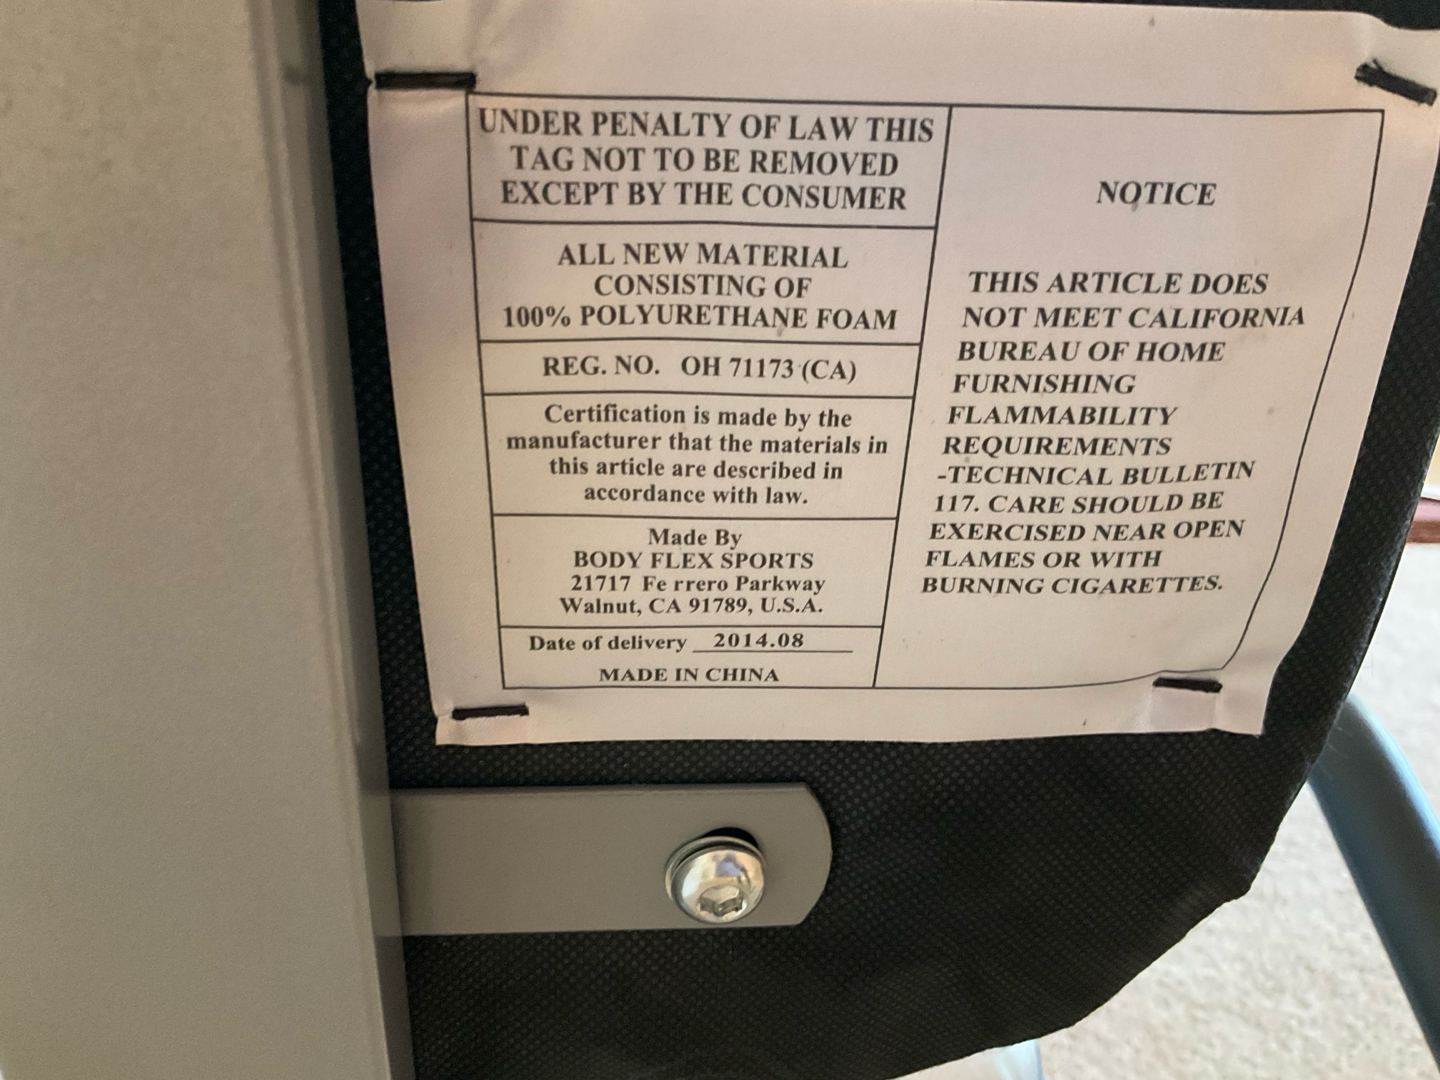 UNDER PENALTY OF LAW THIS
TAG NOT TO BE REMOVED
EXCEPT BY THE CONSUMER
ALL NEW MATERIAL
CONSISTING OF
100% POLYURETHANE FOAM
REG. NO. OH 71173 (CA)
Certification is made by the
manufacturer that the materials in
this article are described in
accordance with law.
Made By
BODY FLEX SPORTS
21717 Fe rrero Parkway
Walnut, CA 91789, U.S.A.
Date of delivery 2014.08
MADE IN CHINA
NOTICE
THIS ARTICLE DOES
NOT MEET CALIFORNIA
BUREAU OF HOME
FURNISHING
FLAMMABILITY
REQUIREMENTS
-TECHNICAL BULLETIN
117. CARE SHOULD BE
EXERCISED NEAR OPEN
FLAMES OR WITH
BURNING CIGARETTES.